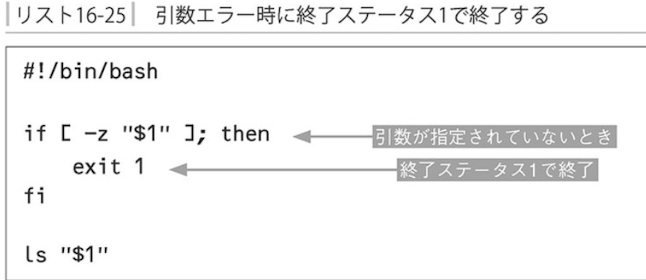 リスト16-25 引数エラー時に終了ステータス1で終了する
#!/bin/bash
if [ -z "$1" ]; then 引数が指定されていないとき
exit 1 終了ステータス1で終了
fi
ls "$1"